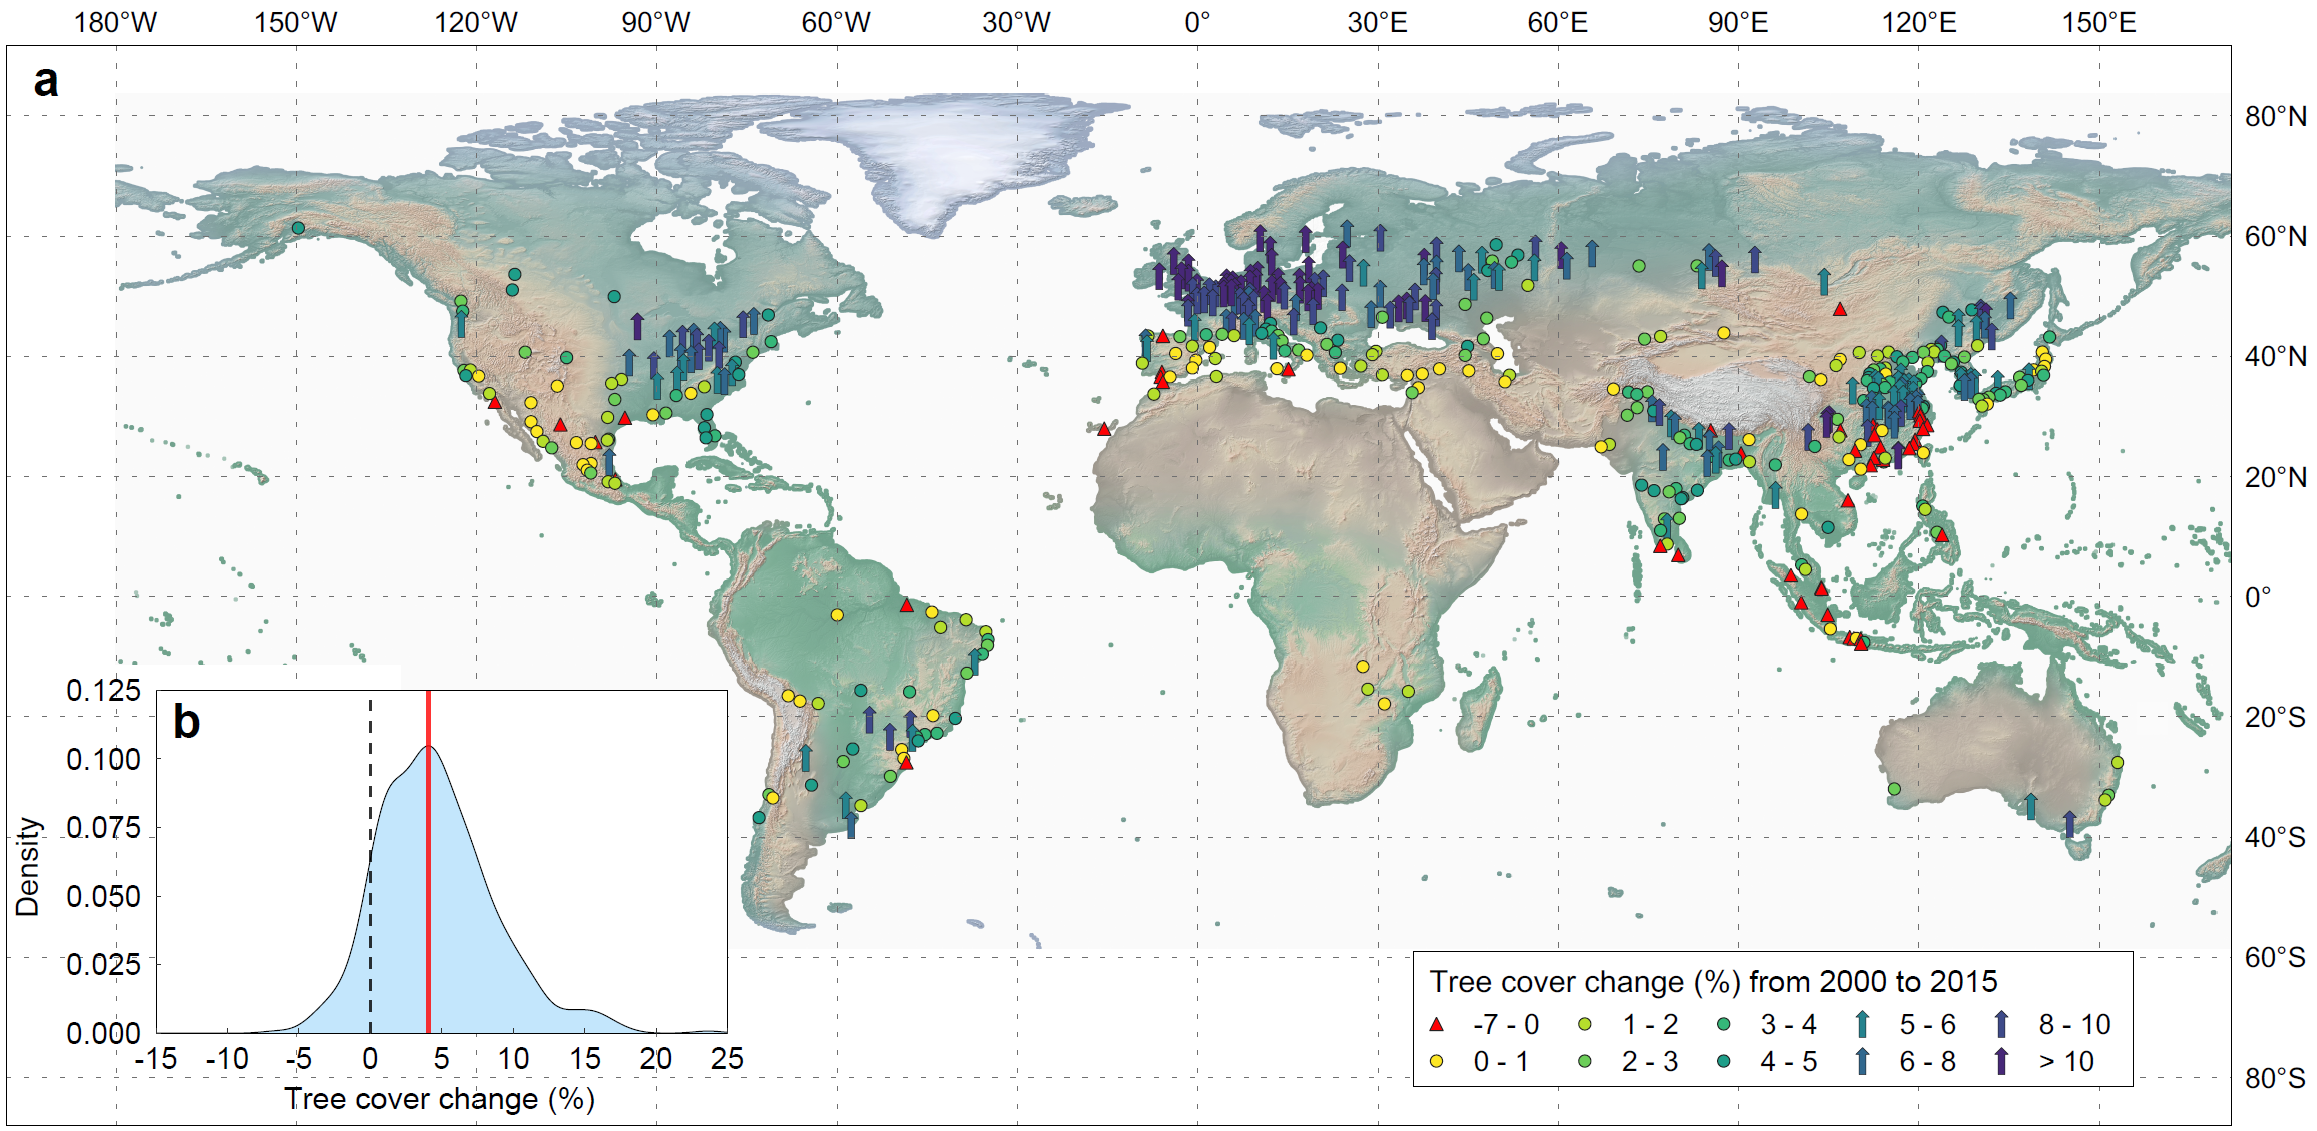 180°W 150°W 120°W 90°W 60°W 30°W 0° 30°E 60°E 90°E 120°E 150°E
a
80°N
60°N
40°N
20°N
0°
20°S
40°S
60°S
80°S
b
0.125
0.100
0.075
0.050
0.025
0.000
Density
-15 -10 -5 0 5 10 15 20 25
Tree cover change (%)
Tree cover change (%) from 2000 to 2015
-7 - 0 1 - 2 3 - 4 5 - 6 8 - 10
0 - 1 2 - 3 4 - 5 6 - 8 > 10